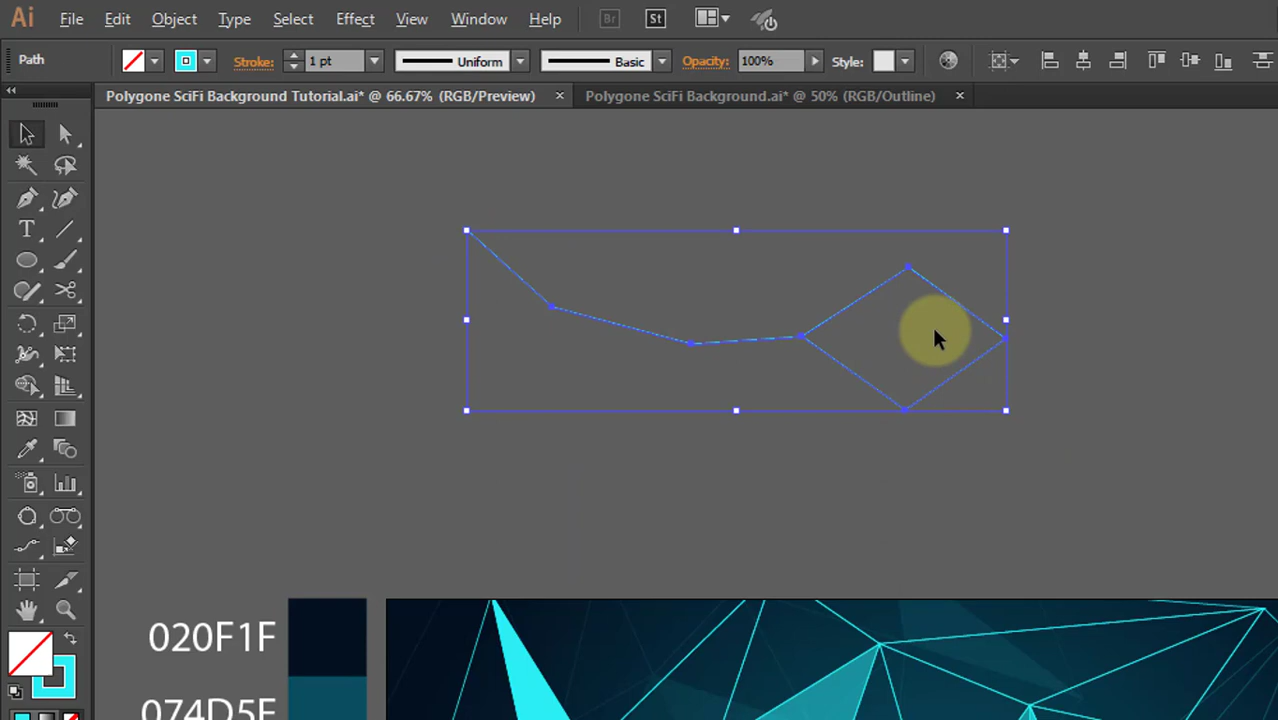 Ai File Edit Object Type Select Effect View Window Help Br St
Path Stroke: 1 pt Uniform Basic Opacity: 100% Style:
Polygone SciFi Background Tutorial.ai* @ 66.67% (RGB/Preview) × Polygone SciFi Background.ai* @ 50% (RGB/Outline) ×
T
020F1F
074D5F